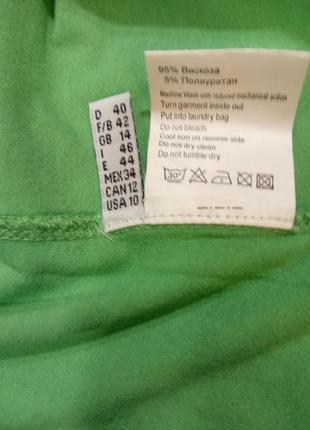 D 40
F/B 42
GB 14
I 46
E 44
MEX 34
CAN 12
USA 10
95% Вискоза
5% Полиуретан
Machine Wash with reduced mechanical action
Turn garment inside out
Put into laundry bag
Do not bleach
Cool iron on reverse side
Do not dry clean
Do not tumble dry
30°